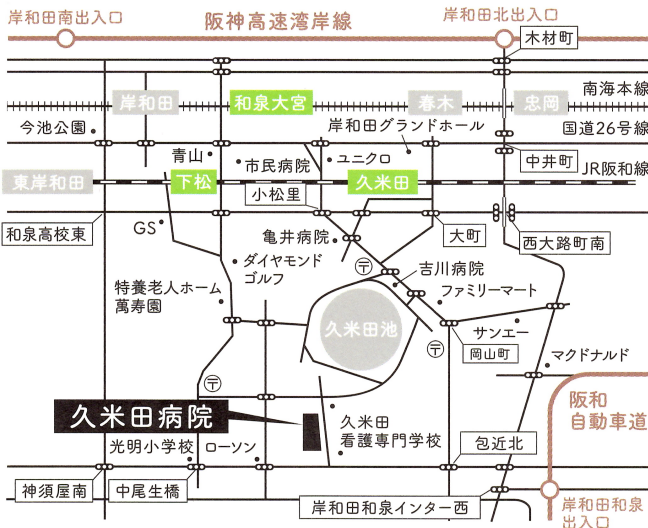 岸和田南出入口
阪神高速湾岸線
岸和田北出入口
木材町
南海本線
岸和田
和泉大宮
春木
忠岡
今池公園
岸和田グランドホール
国道26号線
青山
市民病院
ユニクロ
中井町
JR阪和線
東岸和田
下松
久米田
小松里
和泉高校東
GS
亀井病院
大町
西大路町南
ダイヤモンド
ゴルフ
〒
吉川病院
特養老人ホーム
萬寿園
ファミリーマート
久米田池
サンエー
〒
岡山町
マクドナルド
〒
阪和
自動車道
久米田病院
久米田
看護専門学校
光明小学校
ローソン
包近北
神須屋南
中尾生橋
岸和田和泉インター西
岸和田和泉
出入口